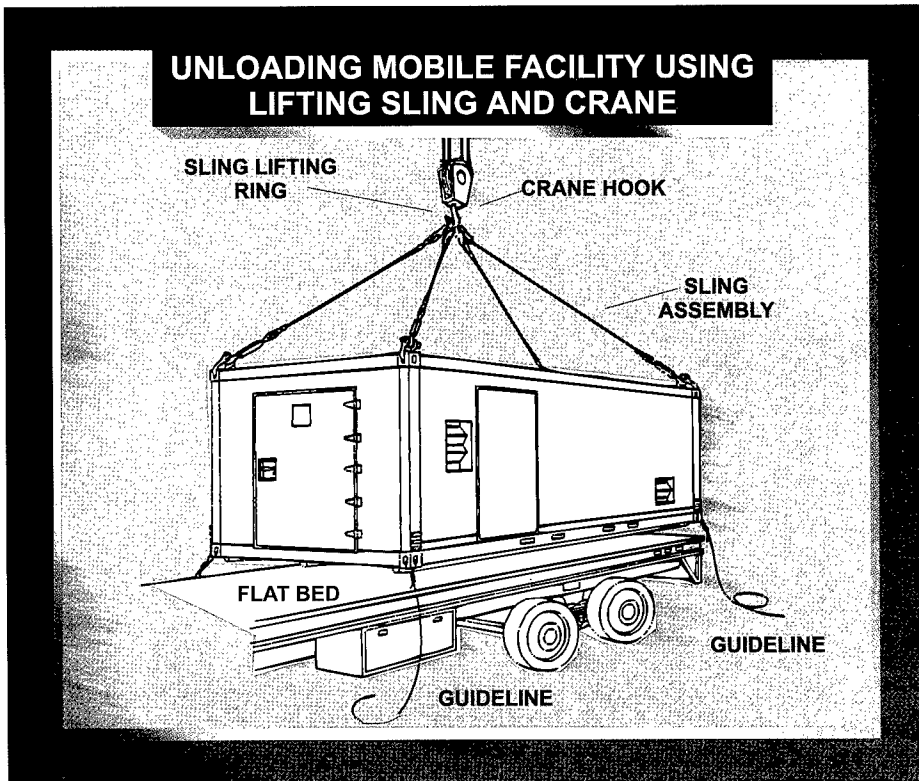 UNLOADING MOBILE FACILITY USING
LIFTING SLING AND CRANE
SLING LIFTING
RING
CRANE HOOK
SLING
ASSEMBLY
FLAT BED
GUIDELINE
GUIDELINE